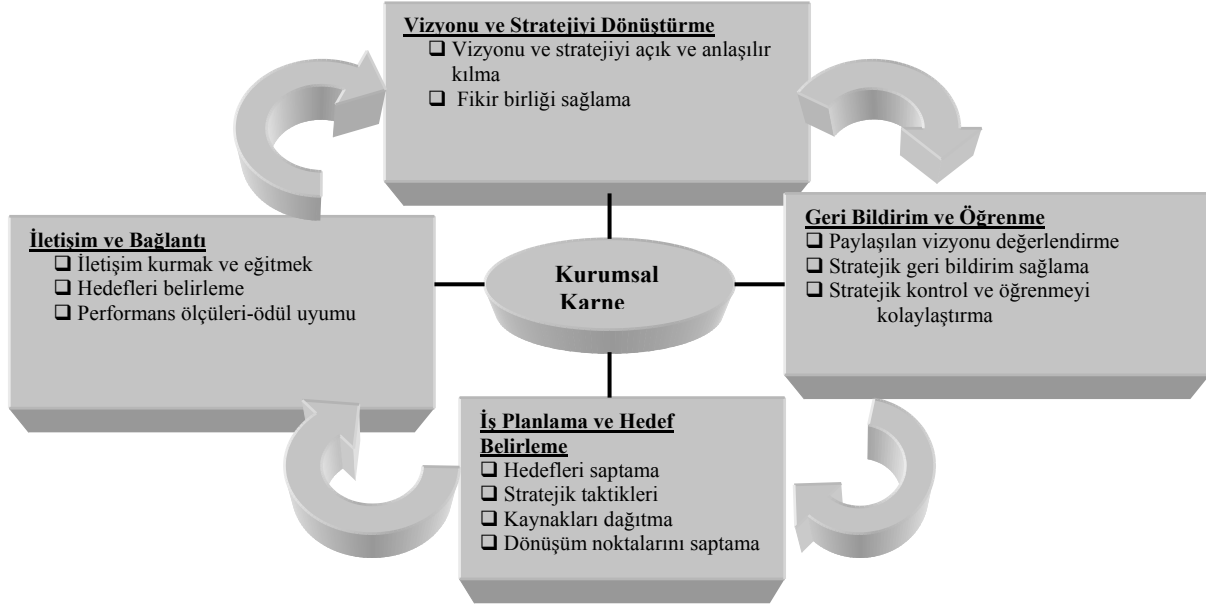 Vizyonu ve Stratejiyi Dönüştürme
❑ Vizyonu ve stratejiyi açık ve anlaşılır
kılma
❑ Fikir birliği sağlama
İletişim ve Bağlantı
❑ İletişim kurmak ve eğitmek
❑ Hedefleri belirleme
❑ Performans ölçüleri-ödül uyumu
Kurumsal
Karne
Geri Bildirim ve Öğrenme
❑ Paylaşılan vizyonu değerlendirme
❑ Stratejik geri bildirim sağlama
❑ Stratejik kontrol ve öğrenmeyi
kolaylaştırma
İş Planlama ve Hedef
Belirleme
❑ Hedefleri saptama
❑ Stratejik taktikleri
❑ Kaynakları dağıtma
❑ Dönüşüm noktalarını saptama